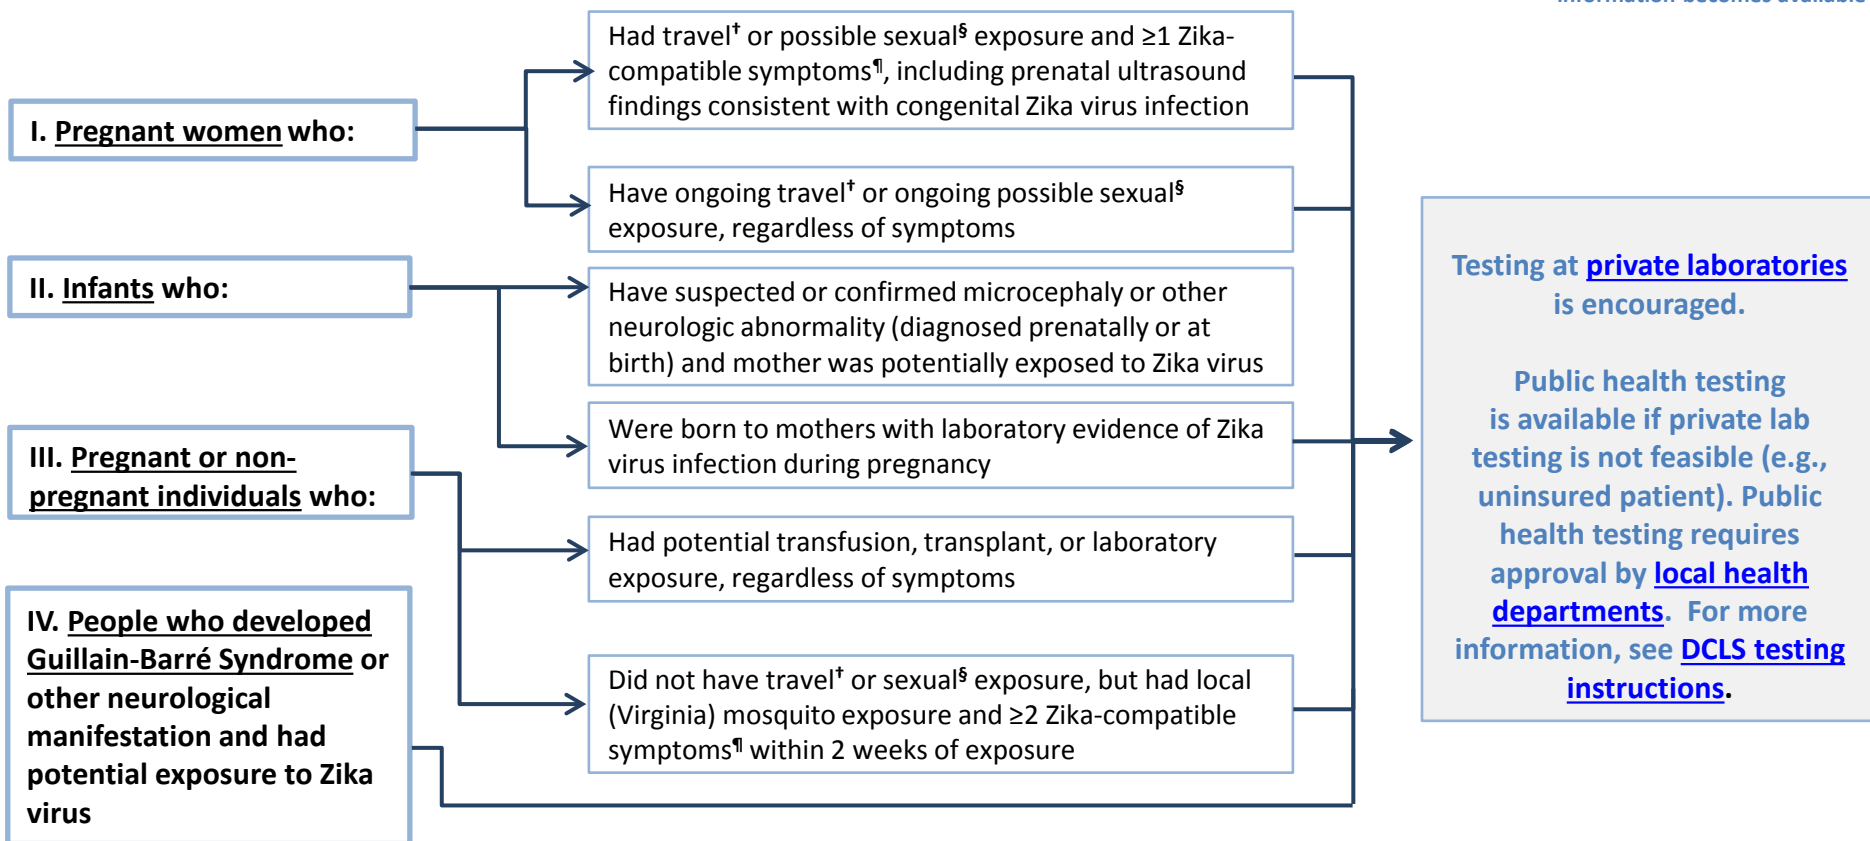 information becomes available
Had travel† or possible sexual§ exposure and ≥1 Zika-
compatible symptoms¶, including prenatal ultrasound
findings consistent with congenital Zika virus infection
I. Pregnant women who:
Have ongoing travel† or ongoing possible sexual§
exposure, regardless of symptoms
II. Infants who:
Have suspected or confirmed microcephaly or other
neurologic abnormality (diagnosed prenatally or at
birth) and mother was potentially exposed to Zika virus
Were born to mothers with laboratory evidence of Zika
virus infection during pregnancy
III. Pregnant or non-
pregnant individuals who:
Had potential transfusion, transplant, or laboratory
exposure, regardless of symptoms
Did not have travel† or sexual§ exposure, but had local
(Virginia) mosquito exposure and ≥2 Zika-compatible
symptoms¶ within 2 weeks of exposure
IV. People who developed
Guillain-Barré Syndrome or
other neurological
manifestation and had
potential exposure to Zika
virus
Testing at private laboratories
is encouraged.
Public health testing
is available if private lab
testing is not feasible (e.g.,
uninsured patient). Public
health testing requires
approval by local health
departments.  For more
information, see DCLS testing
instructions.